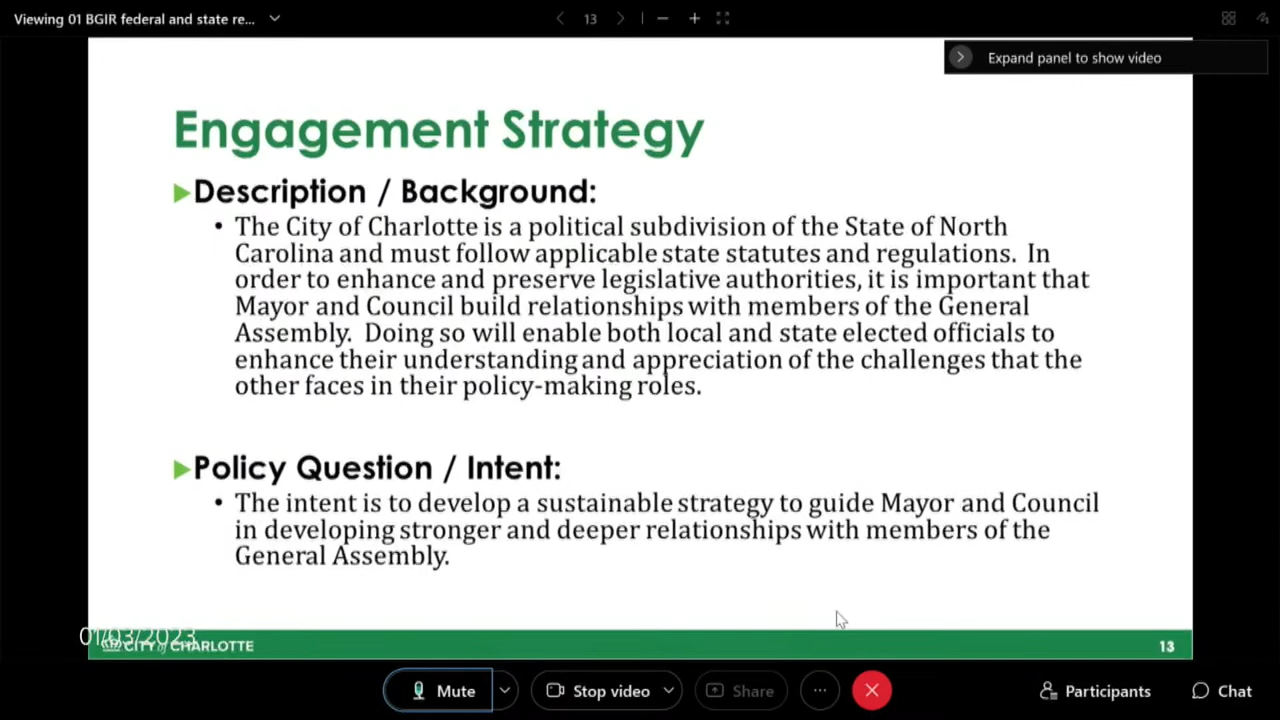 Viewing 01 BGIR federal and state re...
13
Expand panel to show video
Engagement Strategy
Description / Background:
• The City of Charlotte is a political subdivision of the State of North
Carolina and must follow applicable state statutes and regulations. In
order to enhance and preserve legislative authorities, it is important that
Mayor and Council build relationships with members of the General
Assembly. Doing so will enable both local and state elected officials to
enhance their understanding and appreciation of the challenges that the
other faces in their policy-making roles.
Policy Question / Intent:
• The intent is to develop a sustainable strategy to guide Mayor and Council
in developing stronger and deeper relationships with members of the
General Assembly.
01/03/2023
CITY of CHARLOTTE
13
Mute
Stop video
Share
Participants
Chat